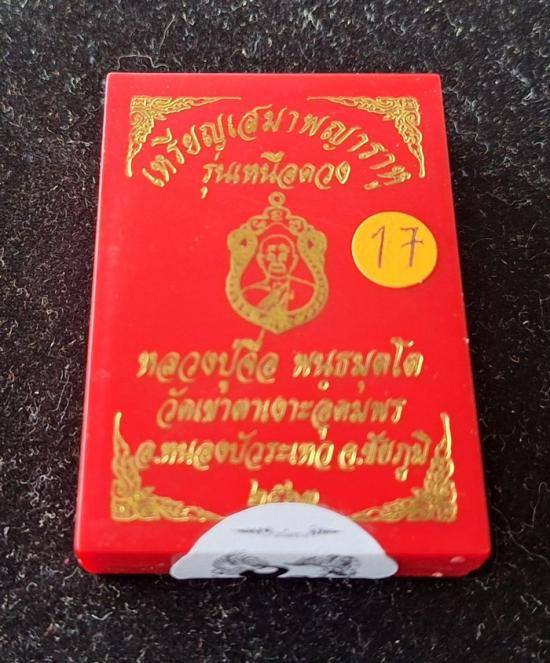 เหรียญเสมาพญาราหู
รุ่นเหนือดวง
17
หลวงปู่จื่อ พนฺธมุตโต
วัดเขาตาเงาะอุดมพร
อ.หนองบัวระเหว จ.ชัยภูมิ